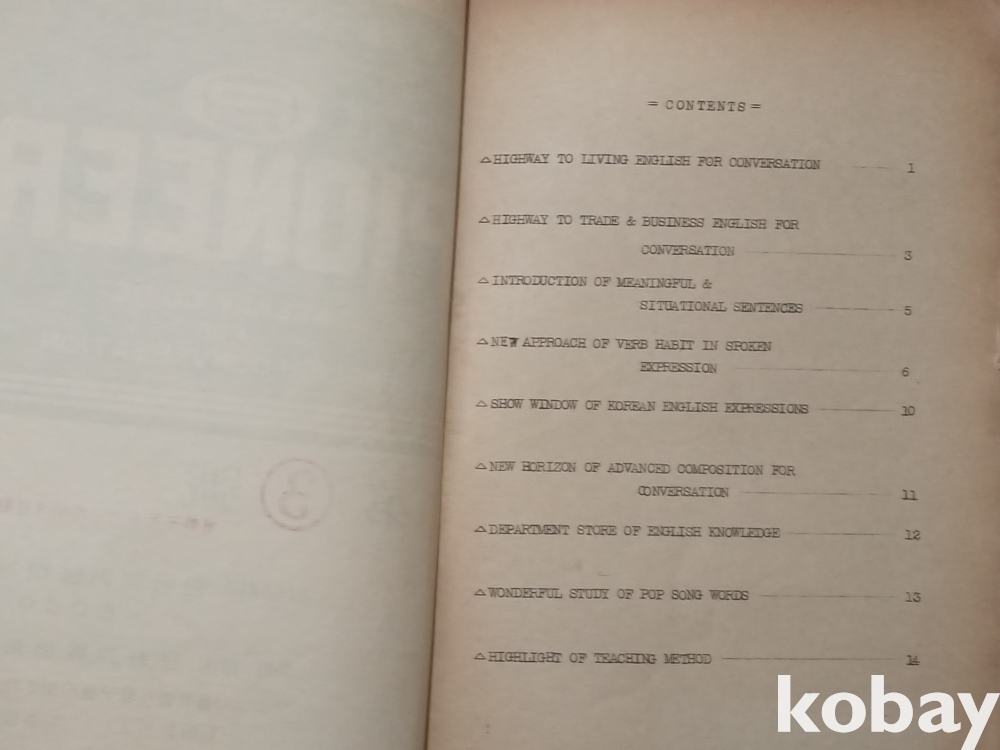 = CONTENTS =
△HIGHWAY TO LIVING ENGLISH FOR CONVERSATION 1
△HIGHWAY TO TRADE & BUSINESS ENGLISH FOR
CONVERSATION 3
△INTRODUCTION OF MEANINGFUL &
SITUATIONAL SENTENCES 5
△NEW APPROACH OF VERB HABIT IN SPOKEN
EXPRESSION 6
△SHOW WINDOW OF KOREAN ENGLISH EXPRESSIONS 10
△NEW HORIZON OF ADVANCED COMPOSITION FOR
CONVERSATION 11
△DEPARTMENT STORE OF ENGLISH KNOWLEDGE 12
△WONDERFUL STUDY OF POP SONG WORDS 13
△HIGHLIGHT OF TEACHING METHOD 14
3
kobay